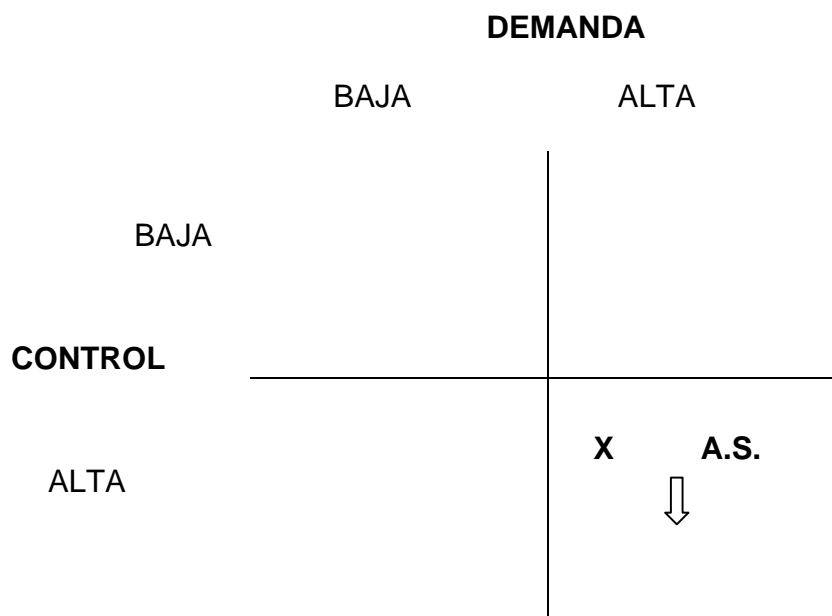 DEMANDA
BAJA ALTA
BAJA
CONTROL
X A.S.
ALTA